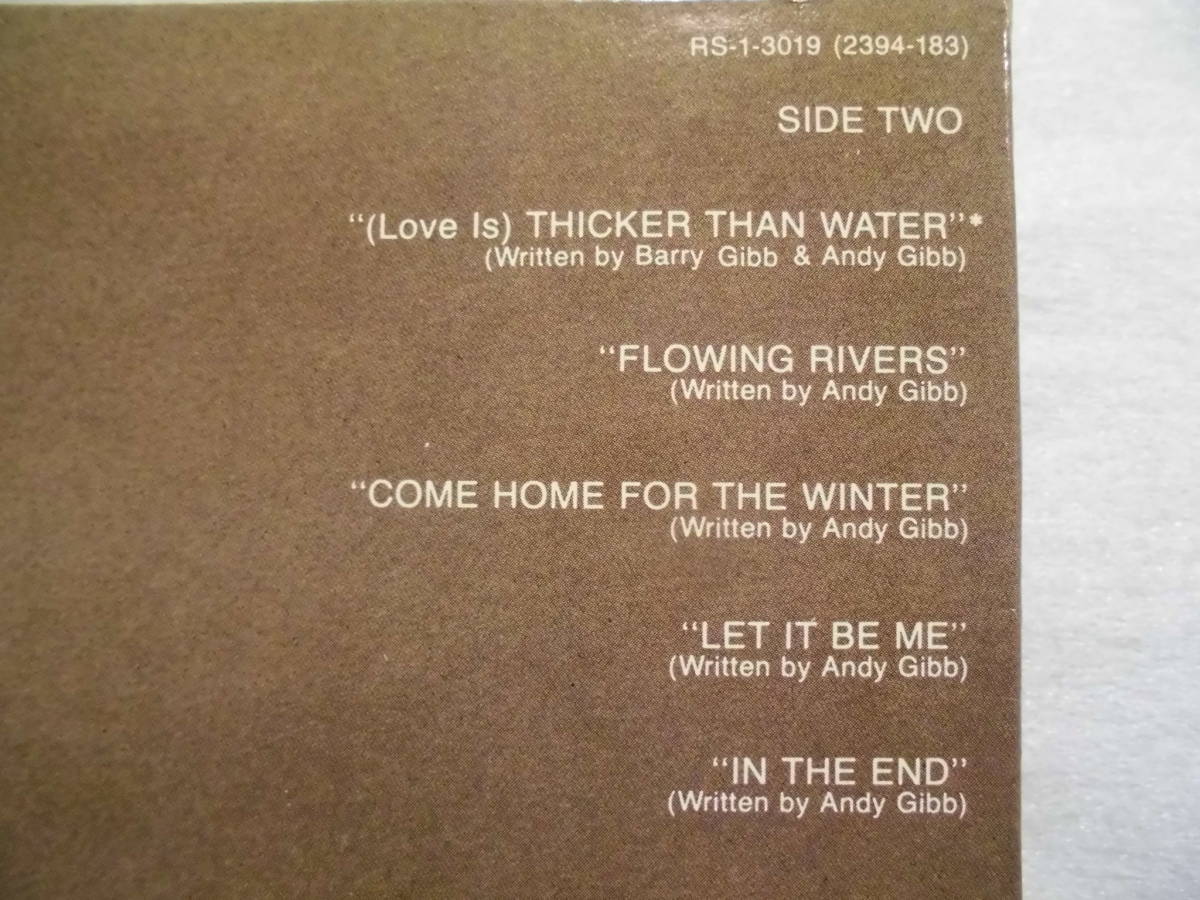 RS-1-3019 (2394-183)
SIDE TWO
"(Love Is) THICKER THAN WATER"*
(Written by Barry Gibb & Andy Gibb)
"FLOWING RIVERS"
(Written by Andy Gibb)
"COME HOME FOR THE WINTER"
(Written by Andy Gibb)
"LET IT BE ME"
(Written by Andy Gibb)
"IN THE END"
(Written by Andy Gibb)